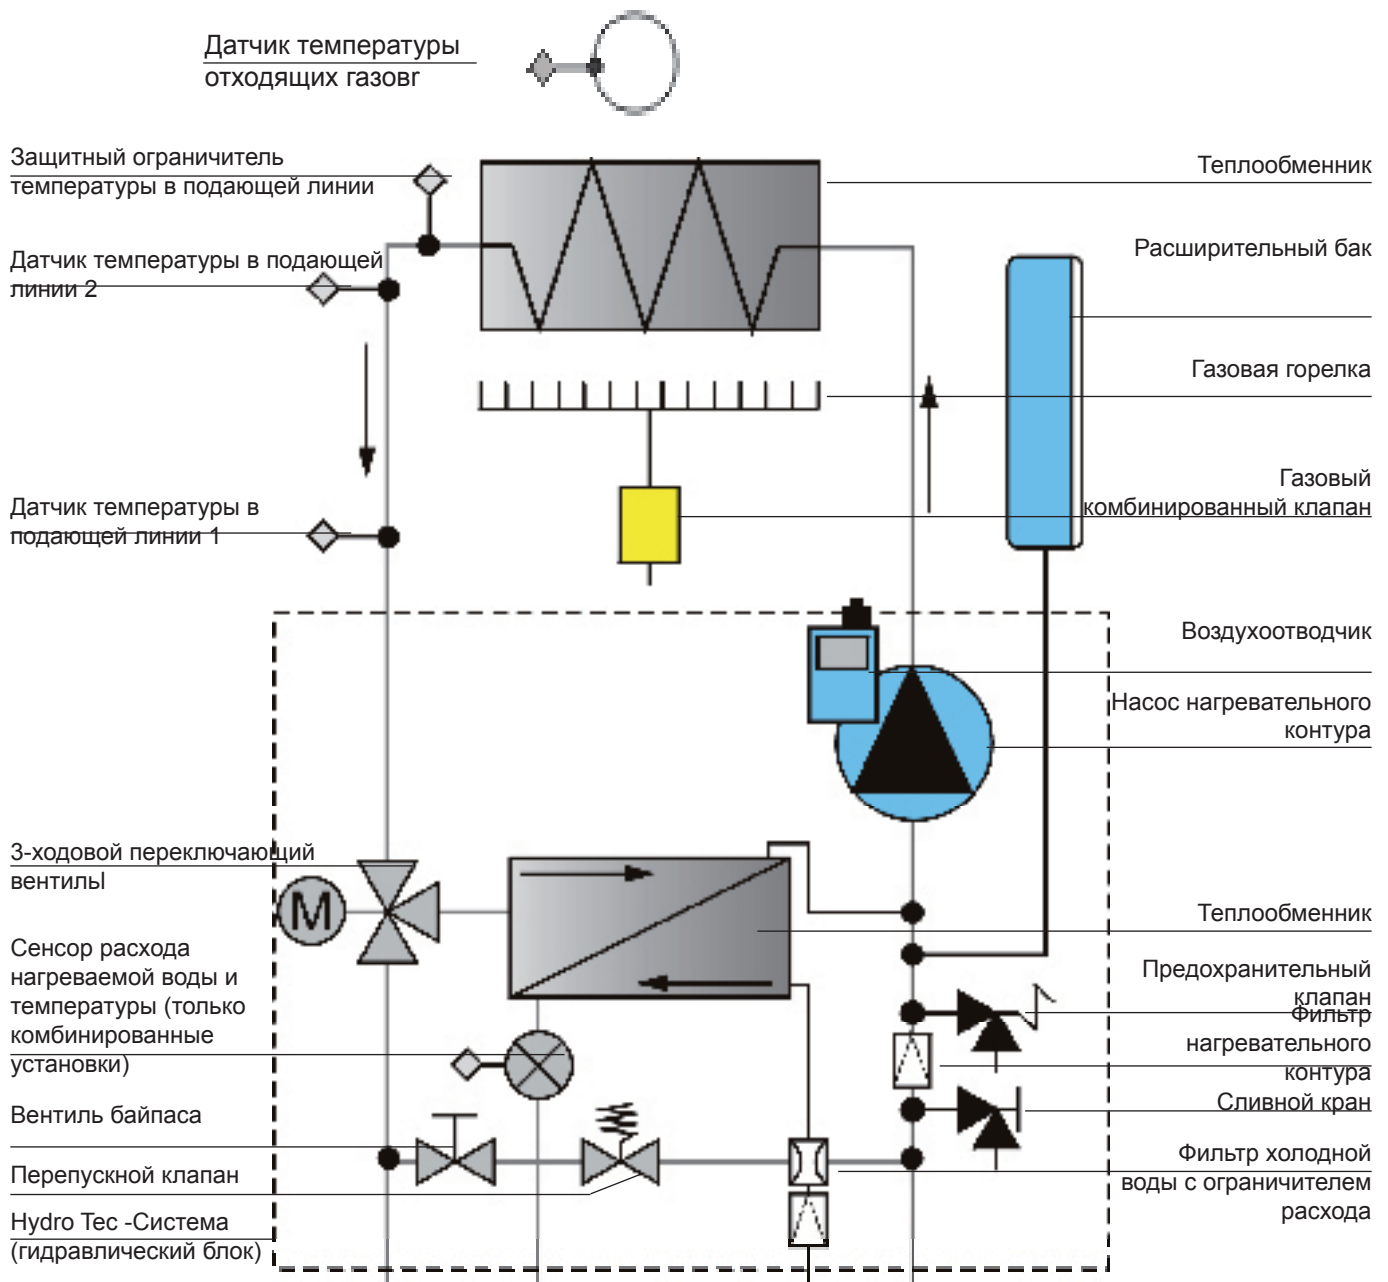 Датчик температуры
отходящих газовr
Защитный ограничитель
температуры в подающей линии
Датчик температуры в подающей
линии 2
Датчик температуры в
подающей линии 1
3-ходовой переключающий
вентильl
M
Сенсор расхода
нагреваемой воды и
температуры (только
комбинированные
установки)
Вентиль байпаса
Перепускной клапан
Hydro Tec -Система
(гидравлический блок)
Теплообменник
Расширительный бак
Газовая горелка
Газовый
комбинированный клапан
Воздухоотводчик
Насос нагревательного
контура
Теплообменник
Предохранительный
клапан
Фильтр
нагревательного
контура
Сливной кран
Фильтр холодной
воды с ограничителем
расхода